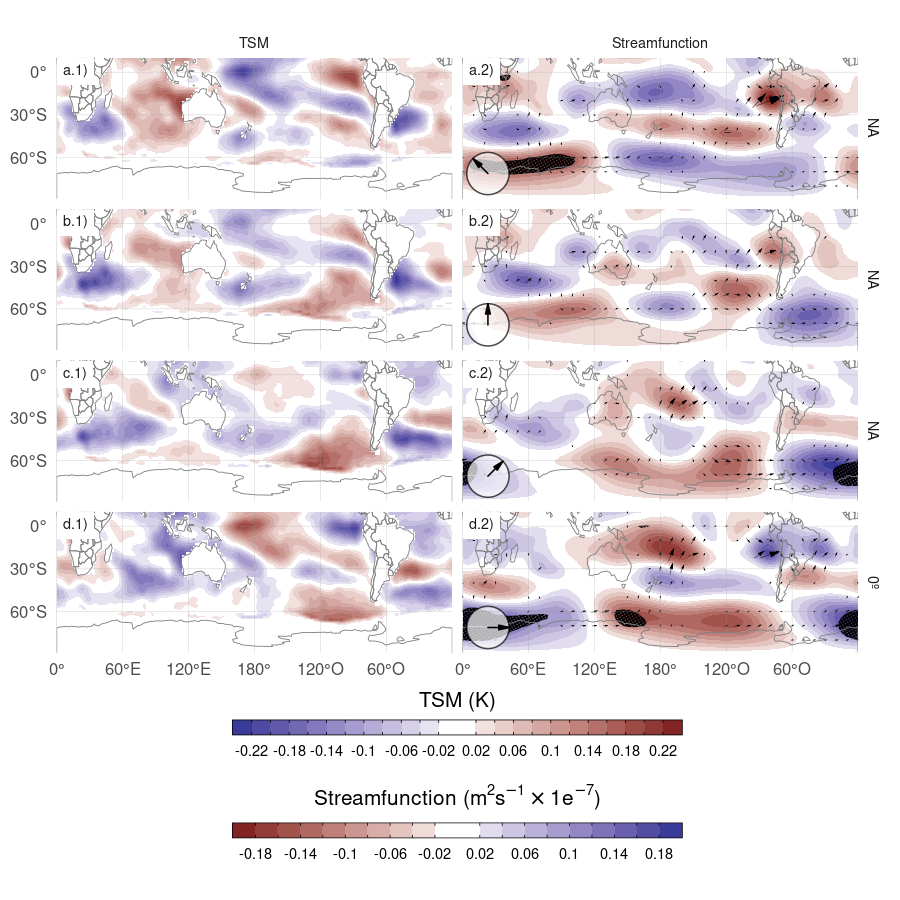 TSM Streamfunction
a.1) a.2)
0°
30°S
60°S
NA
b.1) b.2)
0°
30°S
60°S
NA
c.1) c.2)
0°
30°S
60°S
NA
d.1) d.2)
0°
30°S
60°S
0º
0° 60°E 120°E 180° 120°O 60°O 0° 60°E 120°E 180° 120°O 60°O
TSM (K)
-0.22 -0.18 -0.14 -0.1 -0.06 -0.02 0.02 0.06 0.1 0.14 0.18 0.22
Streamfunction (m²s⁻¹ × 1e⁻⁷)
-0.18 -0.14 -0.1 -0.06 -0.02 0.02 0.06 0.1 0.14 0.18